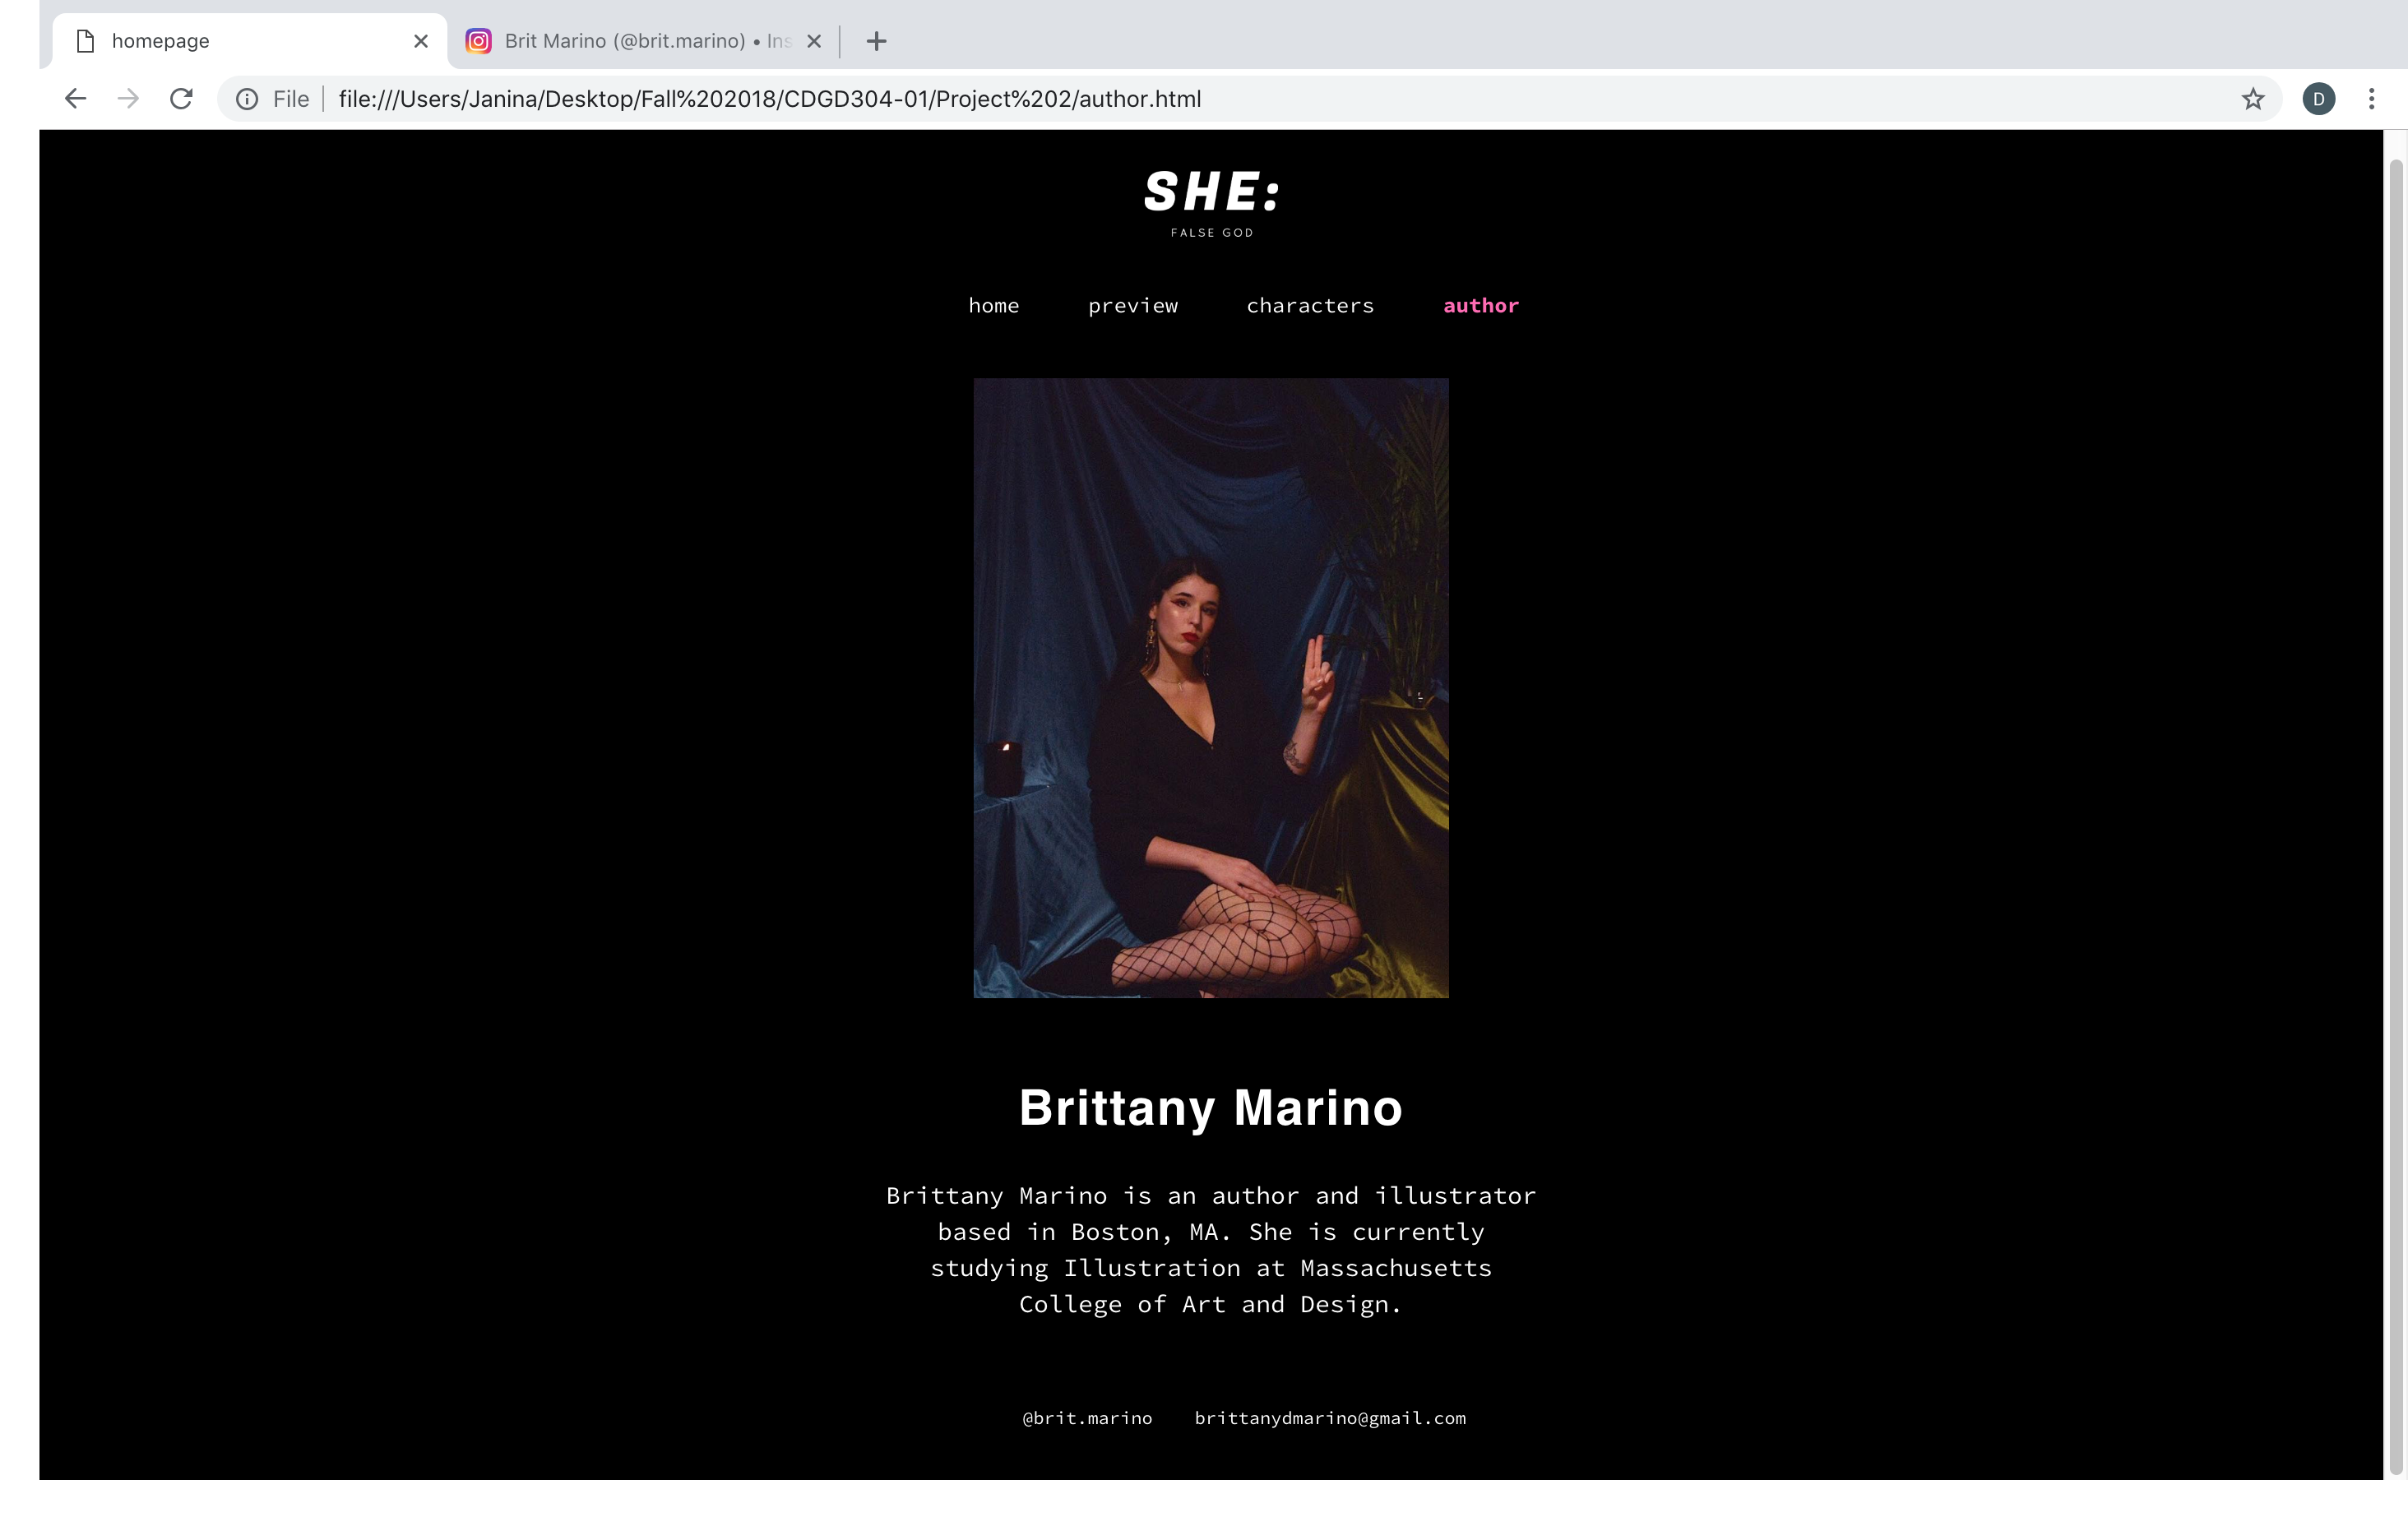 homepage
Brit Marino (@brit.marino) • Ins
File
file:///Users/Janina/Desktop/Fall%202018/CDGD304-01/Project%202/author.html
D
SHE:
FALSE GOD
home preview characters author
Brittany Marino
Brittany Marino is an author and illustrator
based in Boston, MA. She is currently
studying Illustration at Massachusetts
College of Art and Design.
@brit.marino brittanydmarino@gmail.com